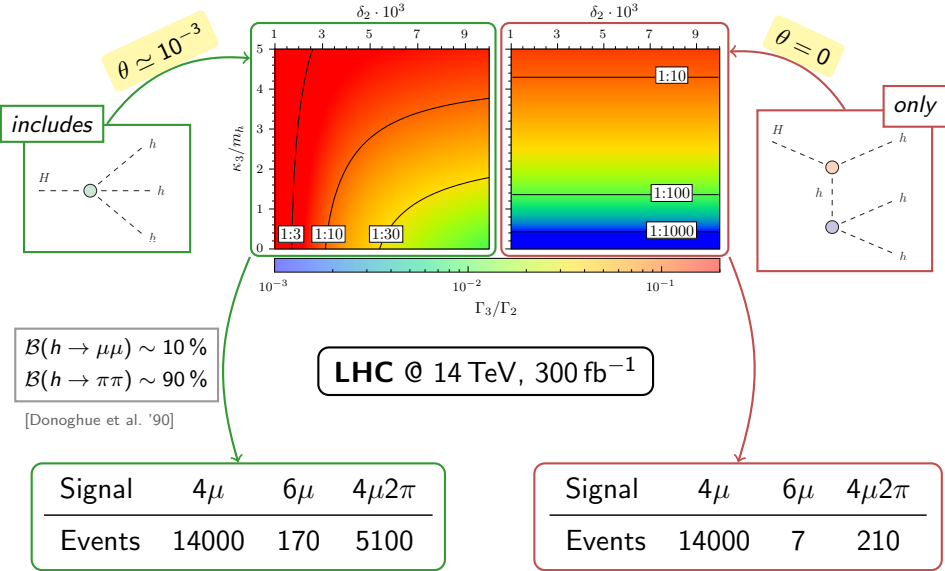 δ₂ · 10³
δ₂ · 10³
1 3 5 7 9
1 3 5 7 9
θ ≃ 10⁻³
θ = 0
includes
only
H
h
h
h
H
h
h
h
h
κ₃/m_h
5
4
3
2
1
0
1:3
1:10
1:30
1:10
1:100
1:1000
10⁻³
10⁻²
10⁻¹
Γ₃/Γ₂
B(h → μμ) ∼ 10 %
B(h → ππ) ∼ 90 %
[Donoghue et al. '90]
LHC @ 14 TeV, 300 fb⁻¹
Signal 4μ 6μ 4μ2π
Events 14000 170 5100
Signal 4μ 6μ 4μ2π
Events 14000 7 210